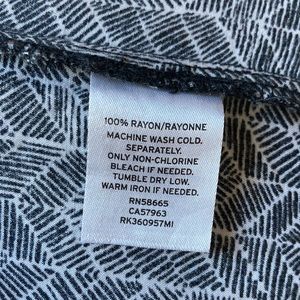 100% RAYON/RAYONNE
MACHINE WASH COLD.
SEPARATELY.
ONLY NON-CHLORINE
BLEACH IF NEEDED.
TUMBLE DRY LOW.
WARM IRON IF NEEDED.
RN58665
CA57963
RK360957MI